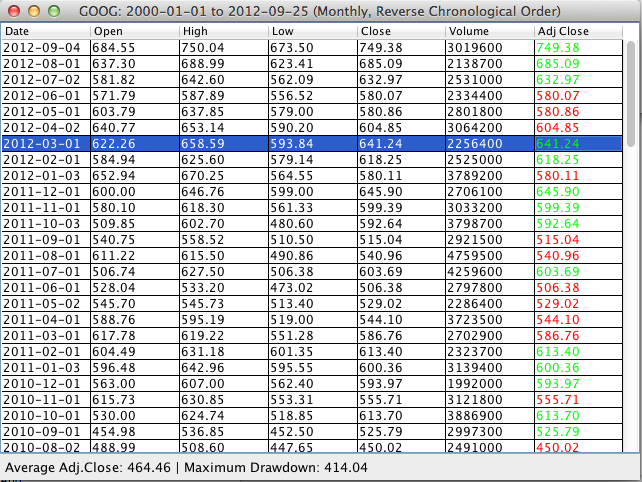 GOOG: 2000-01-01 to 2012-09-25 (Monthly, Reverse Chronological Order)
Date Open High Low Close Volume Adj Close
2012-09-04 684.55 750.04 673.50 749.38 3019600 749.38
2012-08-01 637.30 688.99 623.41 685.09 2138700 685.09
2012-07-02 581.82 642.60 562.09 632.97 2531000 632.97
2012-06-01 571.79 587.89 556.52 580.07 2334400 580.07
2012-05-01 603.79 637.85 579.00 580.86 2801800 580.86
2012-04-02 640.77 653.14 590.20 604.85 3064200 604.85
2012-03-01 622.26 658.59 593.84 641.24 2256400 641.24
2012-02-01 584.94 625.60 579.14 618.25 2525000 618.25
2012-01-03 652.94 670.25 564.55 580.11 3789200 580.11
2011-12-01 600.00 646.76 599.00 645.90 2706100 645.90
2011-11-01 580.10 618.30 561.33 599.39 3033200 599.39
2011-10-03 509.85 602.70 480.60 592.64 3798700 592.64
2011-09-01 540.75 558.52 510.50 515.04 2921500 515.04
2011-08-01 611.22 615.50 490.86 540.96 4759500 540.96
2011-07-01 506.74 627.50 506.38 603.69 4259600 603.69
2011-06-01 528.04 533.20 473.02 506.38 2797800 506.38
2011-05-02 545.70 545.73 513.40 529.02 2286400 529.02
2011-04-01 588.76 595.19 519.00 544.10 3723500 544.10
2011-03-01 617.78 619.22 551.28 586.76 2702900 586.76
2011-02-01 604.49 631.18 601.35 613.40 2323700 613.40
2011-01-03 596.48 642.96 595.55 600.36 3139400 600.36
2010-12-01 563.00 607.00 562.40 593.97 1992000 593.97
2010-11-01 615.73 630.85 553.31 555.71 3121800 555.71
2010-10-01 530.00 624.74 518.85 613.70 3886900 613.70
2010-09-01 454.98 536.85 452.50 525.79 2997300 525.79
2010-08-02 488.99 508.60 447.65 450.02 2491000 450.02
Average Adj.Close: 464.46 | Maximum Drawdown: 414.04